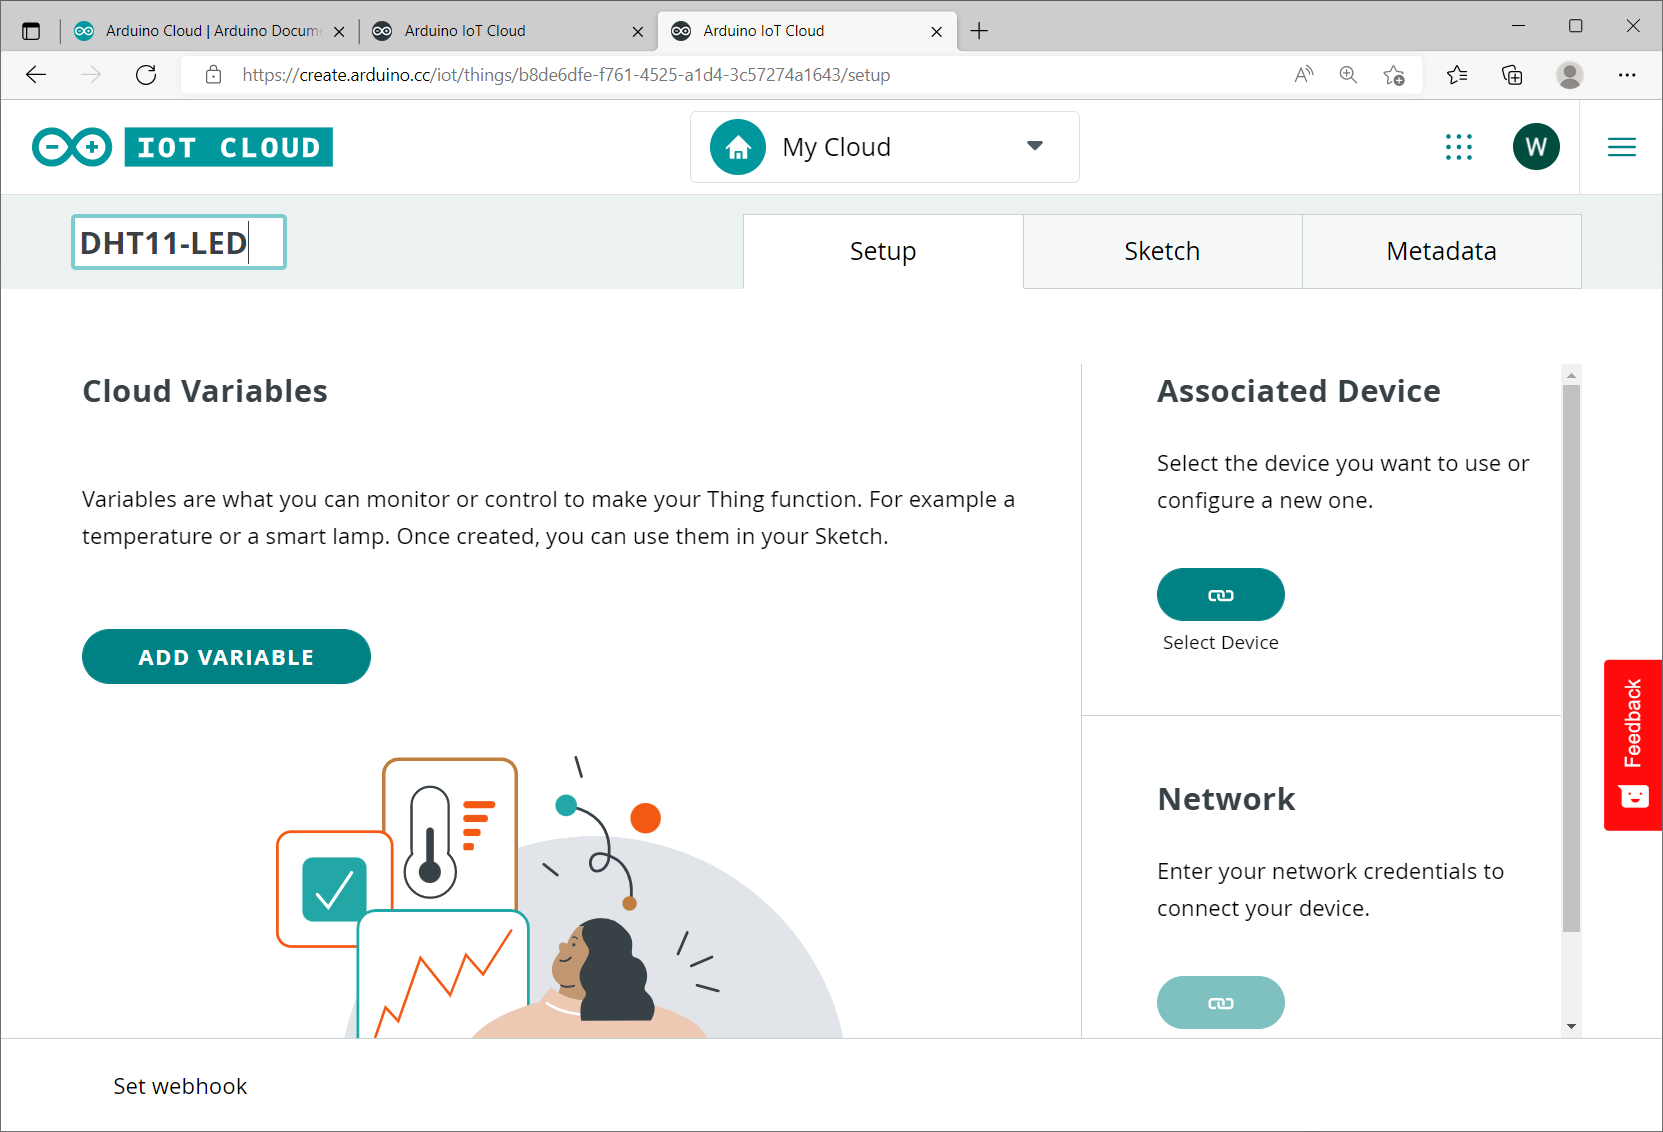 Arduino Cloud | Arduino Docum
Arduino IoT Cloud
Arduino IoT Cloud
https://create.arduino.cc/iot/things/b8de6dfe-f761-4525-a1d4-3c57274a1643/setup
IOT CLOUD
My Cloud
W
DHT11-LED
Setup
Sketch
Metadata
Cloud Variables
Variables are what you can monitor or control to make your Thing function. For example a
temperature or a smart lamp. Once created, you can use them in your Sketch.
ADD VARIABLE
Associated Device
Select the device you want to use or
configure a new one.
Select Device
Feedback
Network
Enter your network credentials to
connect your device.
Set webhook